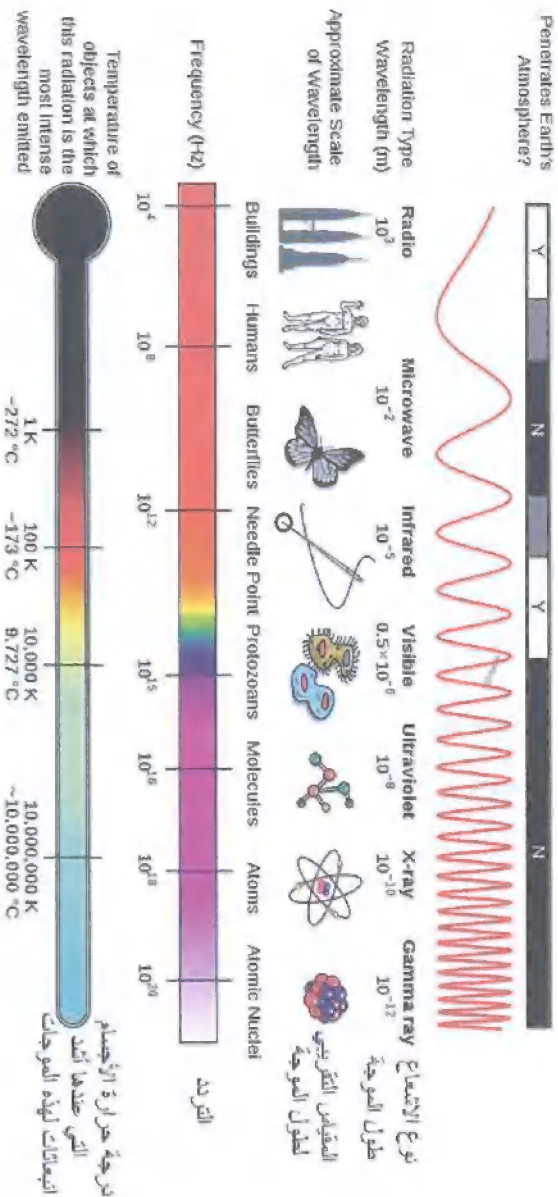 Penetrates Earth's
Atmosphere?
Y
N
Y
N
Radiation Type
Wavelength (m)
Radio
10³
Microwave
10⁻²
Infrared
10⁻⁵
Visible
0.5×10⁻⁶
Ultraviolet
10⁻⁸
X-ray
10⁻¹⁰
Gamma ray
10⁻¹²
نوع الإشعاع
طول الموجة
Approximate Scale
of Wavelength
المقياس التقريبي
لطول الموجة
Buildings
Humans
Butterflies
Needle Point
Protozoans
Molecules
Atoms
Atomic Nuclei
Frequency (Hz)
10⁴
10⁸
10¹²
10¹⁵
10¹⁶
10¹⁸
10²⁰
التردد
Temperature of
objects at which
this radiation is the
most intense
wavelength emitted
1 K
−272 °C
100 K
−173 °C
10,000 K
9,727 °C
10,000,000 K
~10,000,000 °C
درجة حرارة الأجسام
التي عندها أشد
انبعاثات لهذه الموجات